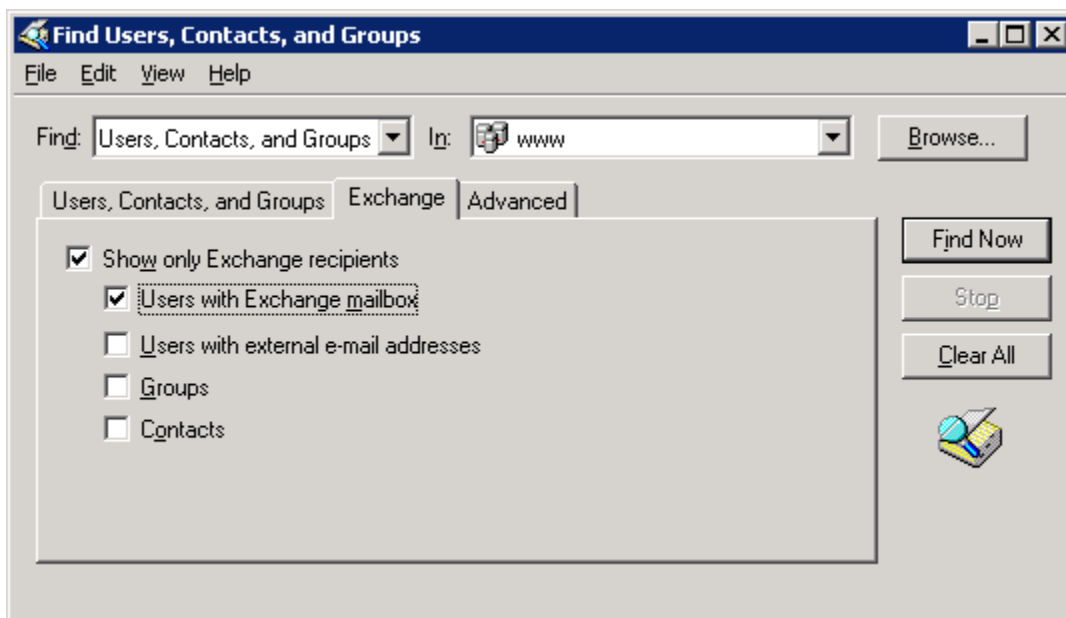 Find Users, Contacts, and Groups
File Edit View Help
Find: Users, Contacts, and Groups In: www Browse...
Users, Contacts, and Groups Exchange Advanced
Show only Exchange recipients
Users with Exchange mailbox
Users with external e-mail addresses
Groups
Contacts
Find Now
Stop
Clear All